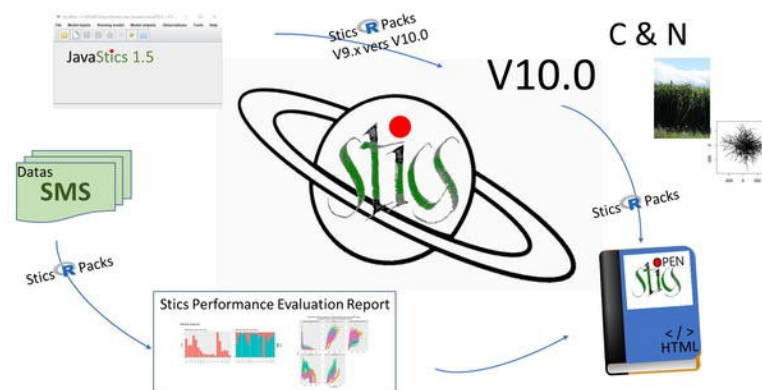 JavaStics 1.5
Stics R Packs
V9.x vers V10.0
V10.0
C & N
stics
Datas
SMS
Stics R Packs
Stics R Packs
Stics Performance Evaluation Report
OPEN
stics
</>
HTML